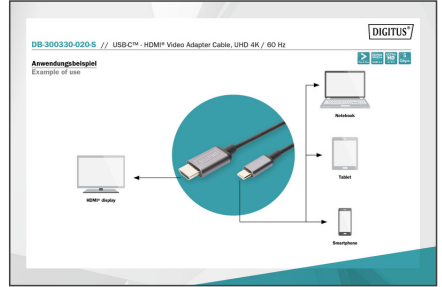 DIGITUS®
DB-300330-020-S // USB-C™ - HDMI® Video Adapter Cable, UHD 4K / 60 Hz
Anwendungsbeispiel
Example of use
Notebook
Tablet
HDMI® display
Smartphone